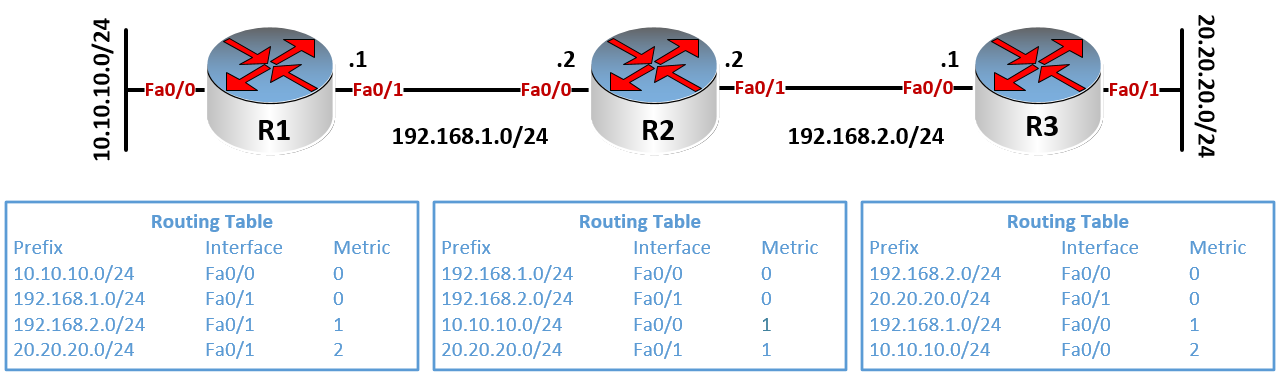 10.10.10.0/24
Fa0/0
R1
.1
Fa0/1
192.168.1.0/24
.2
Fa0/0
R2
.2
Fa0/1
192.168.2.0/24
.1
Fa0/0
R3
Fa0/1
20.20.20.0/24
Routing Table
Prefix Interface Metric
10.10.10.0/24 Fa0/0 0
192.168.1.0/24 Fa0/1 0
192.168.2.0/24 Fa0/1 1
20.20.20.0/24 Fa0/1 2
Routing Table
Prefix Interface Metric
192.168.1.0/24 Fa0/0 0
192.168.2.0/24 Fa0/1 0
10.10.10.0/24 Fa0/0 1
20.20.20.0/24 Fa0/1 1
Routing Table
Prefix Interface Metric
192.168.2.0/24 Fa0/0 0
20.20.20.0/24 Fa0/1 0
192.168.1.0/24 Fa0/0 1
10.10.10.0/24 Fa0/0 2